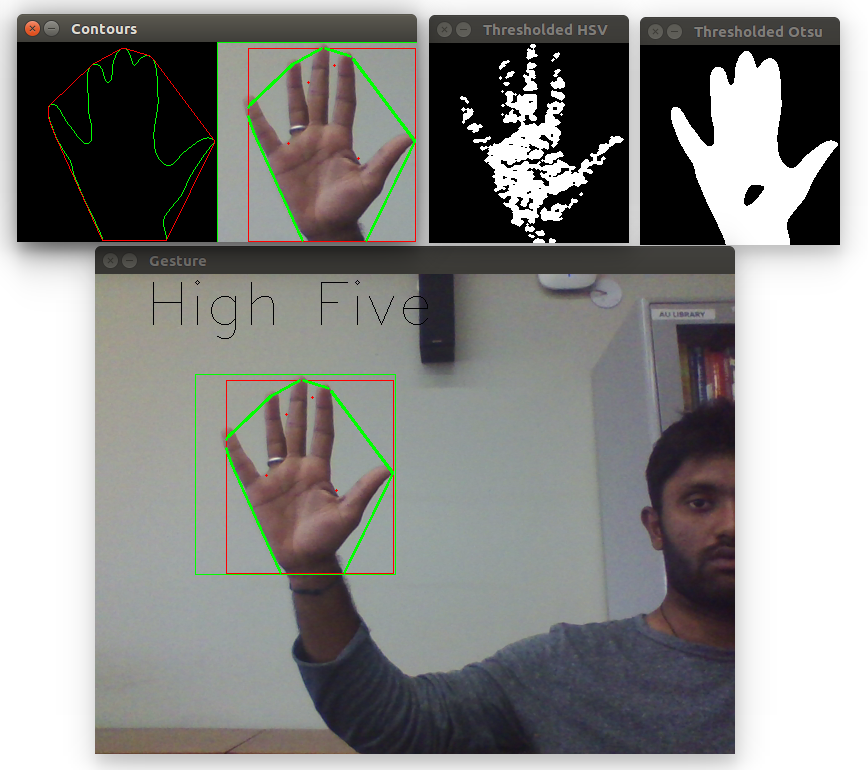 Contours
Thresholded HSV
Thresholded Otsu
Gesture
High Five
AU LIBRARY